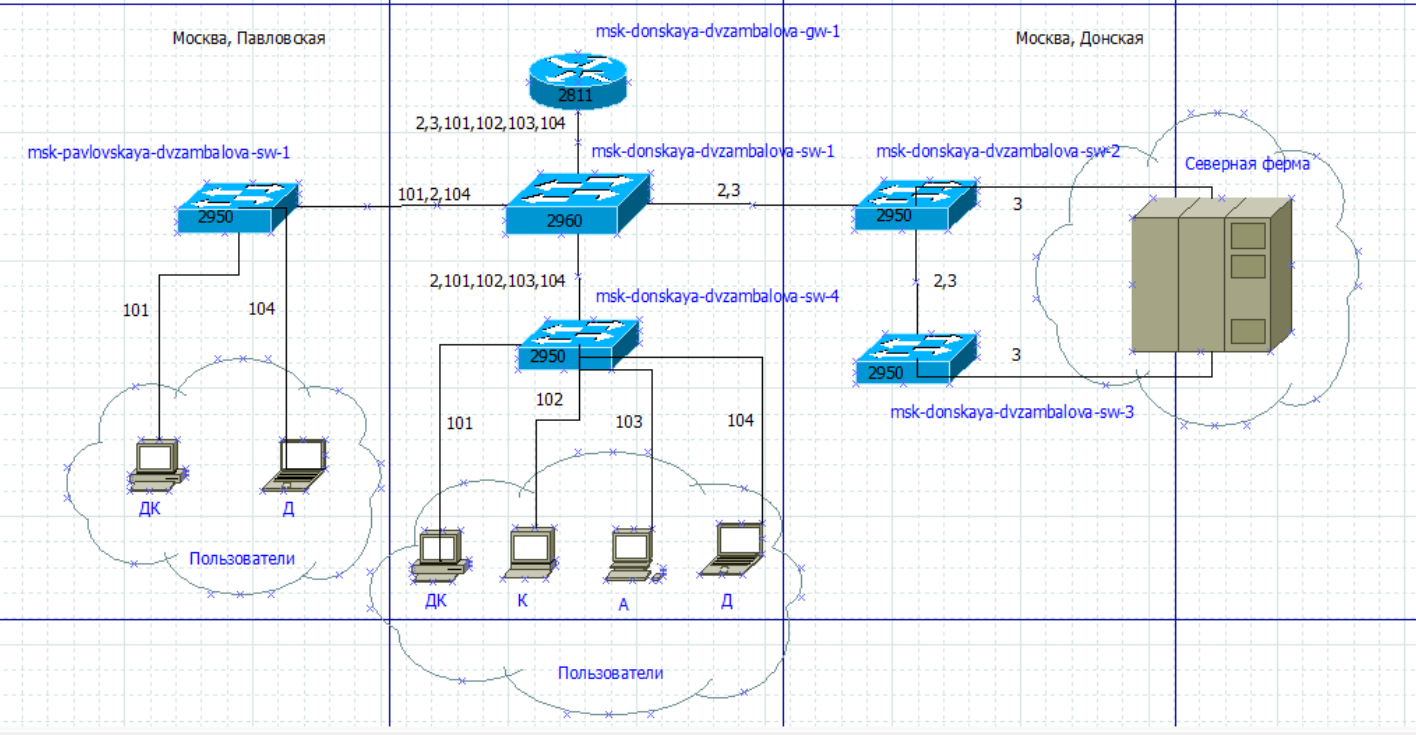 msk-donskaya-dvzambalova-gw-1
Москва, Павловская
Москва, Донская
2811
2,3,101,102,103,104
msk-pavlovskaya-dvzambalova-sw-1
msk-donskaya-dvzambalova-sw-1
msk-donskaya-dvzambalova-sw-2
Северная ферма
101,2,104
2,3
3
2950
2960
2950
2,101,102,103,104
2,3
msk-donskaya-dvzambalova-sw-4
101
104
2950
3
2950
102
msk-donskaya-dvzambalova-sw-3
101
103
104
ДК
Д
Пользователи
ДК
К
А
Д
Пользователи